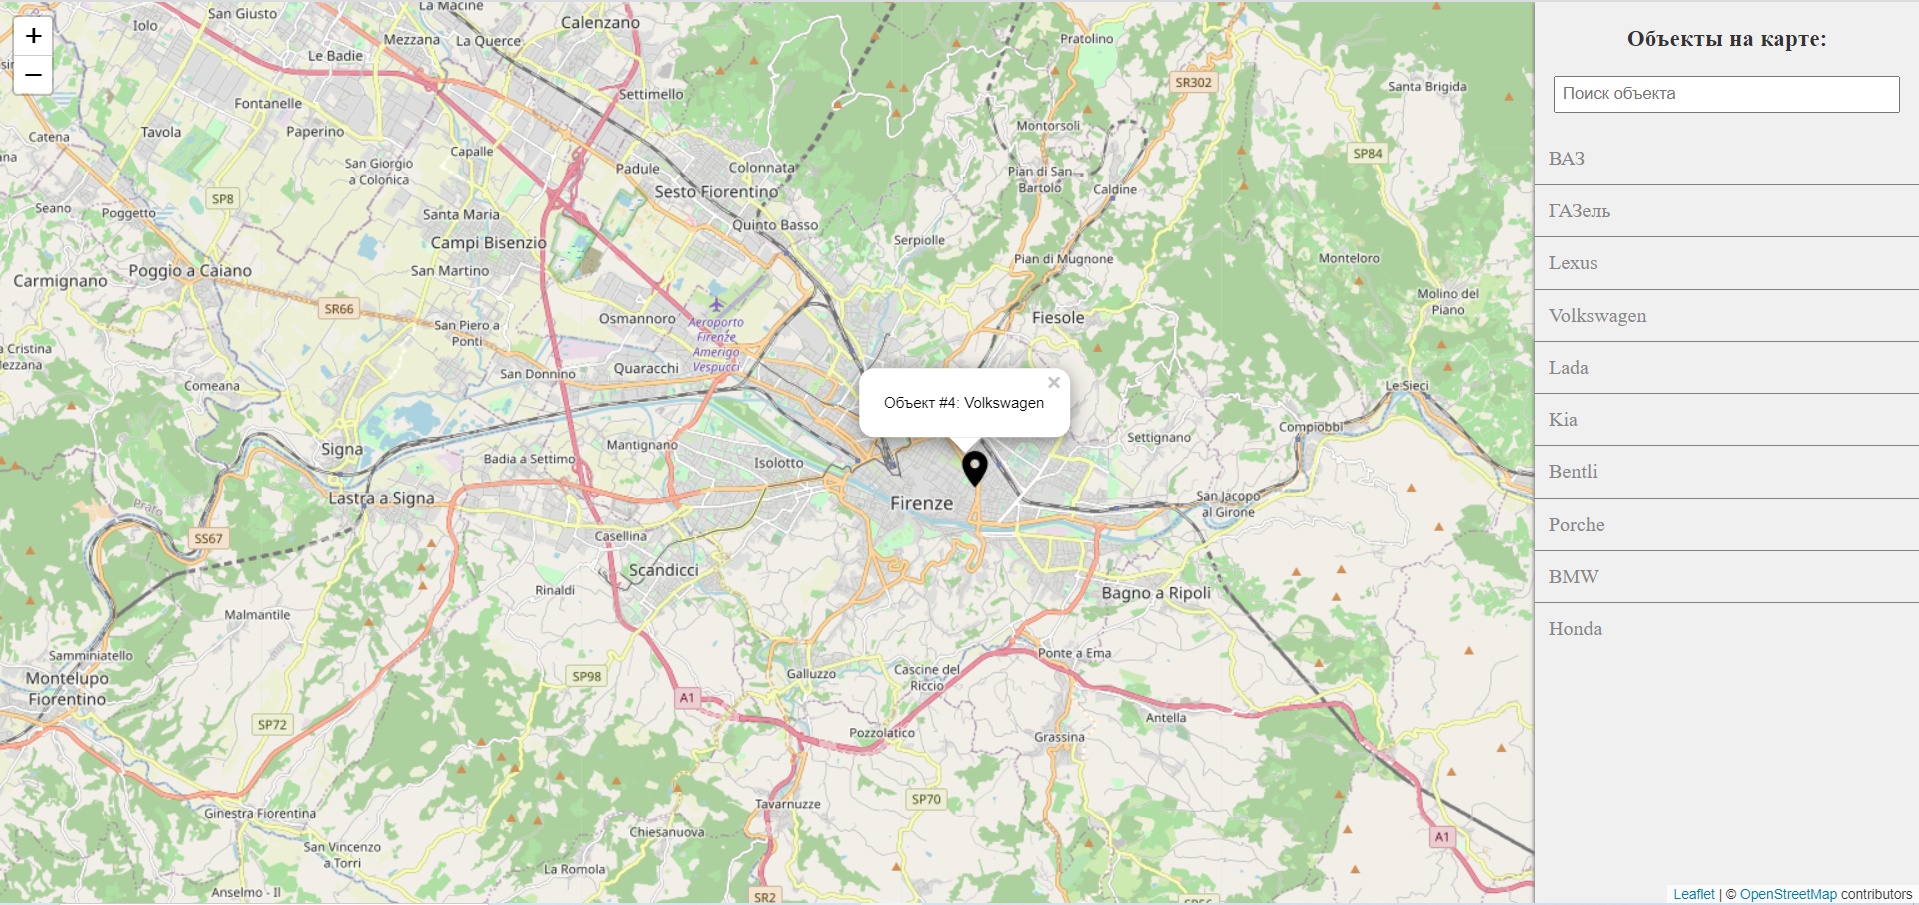 +
−
La Macine
San Giusto
Iolo
Calenzano
Mezzana
La Querce
Le Badie
Pratolino
SR302
Santa Brigida
Settimello
Fontanelle
Catena
Tavola
Paperino
Montorsoli
Capalle
San Giorgio
a Colonica
Padule
Colonnata
SP84
Pian di San
Bartolo
Caldine
Sesto Fiorentino
SP8
Seano
Poggetto
Santa Maria
Quinto Basso
Campi Bisenzio
Serpiolle
Pian di Mugnone
Monteloro
Carmignano
Poggio a Caiano
San Martino
Molino del
Piano
SR66
San Piero a
Ponti
Osmannoro
Aeroporto
Firenze
Amerigo
Vespucci
Fiesole
a Cristina
ezzana
Comeana
San Donnino
Quaracchi
Le Sieci
Объект #4: Volkswagen
×
Compiobbi
Settignano
Signa
Mantignano
Badia a Settimo
Isolotto
Lastra a Signa
Firenze
San Jacopo
al Girone
Prato
SS67
Casellina
Scandicci
Rinaldi
Bagno a Ripoli
Malmantile
Samminiatello
Montelupo
Fiorentino
Ponte a Ema
SP98
Galluzzo
Cascine del
Riccio
A1
SP72
Antella
Pozzolatico
Grassina
Tavarnuzze
SP70
Ginestra Fiorentina
Chiesanuova
A1
San Vincenzo
a Torri
La Romola
Anselmo - Il
SR2
SP56
Объекты на карте:
Поиск объекта
ВАЗ
ГАЗель
Lexus
Volkswagen
Lada
Kia
Bentli
Porche
BMW
Honda
Leaflet | © OpenStreetMap contributors